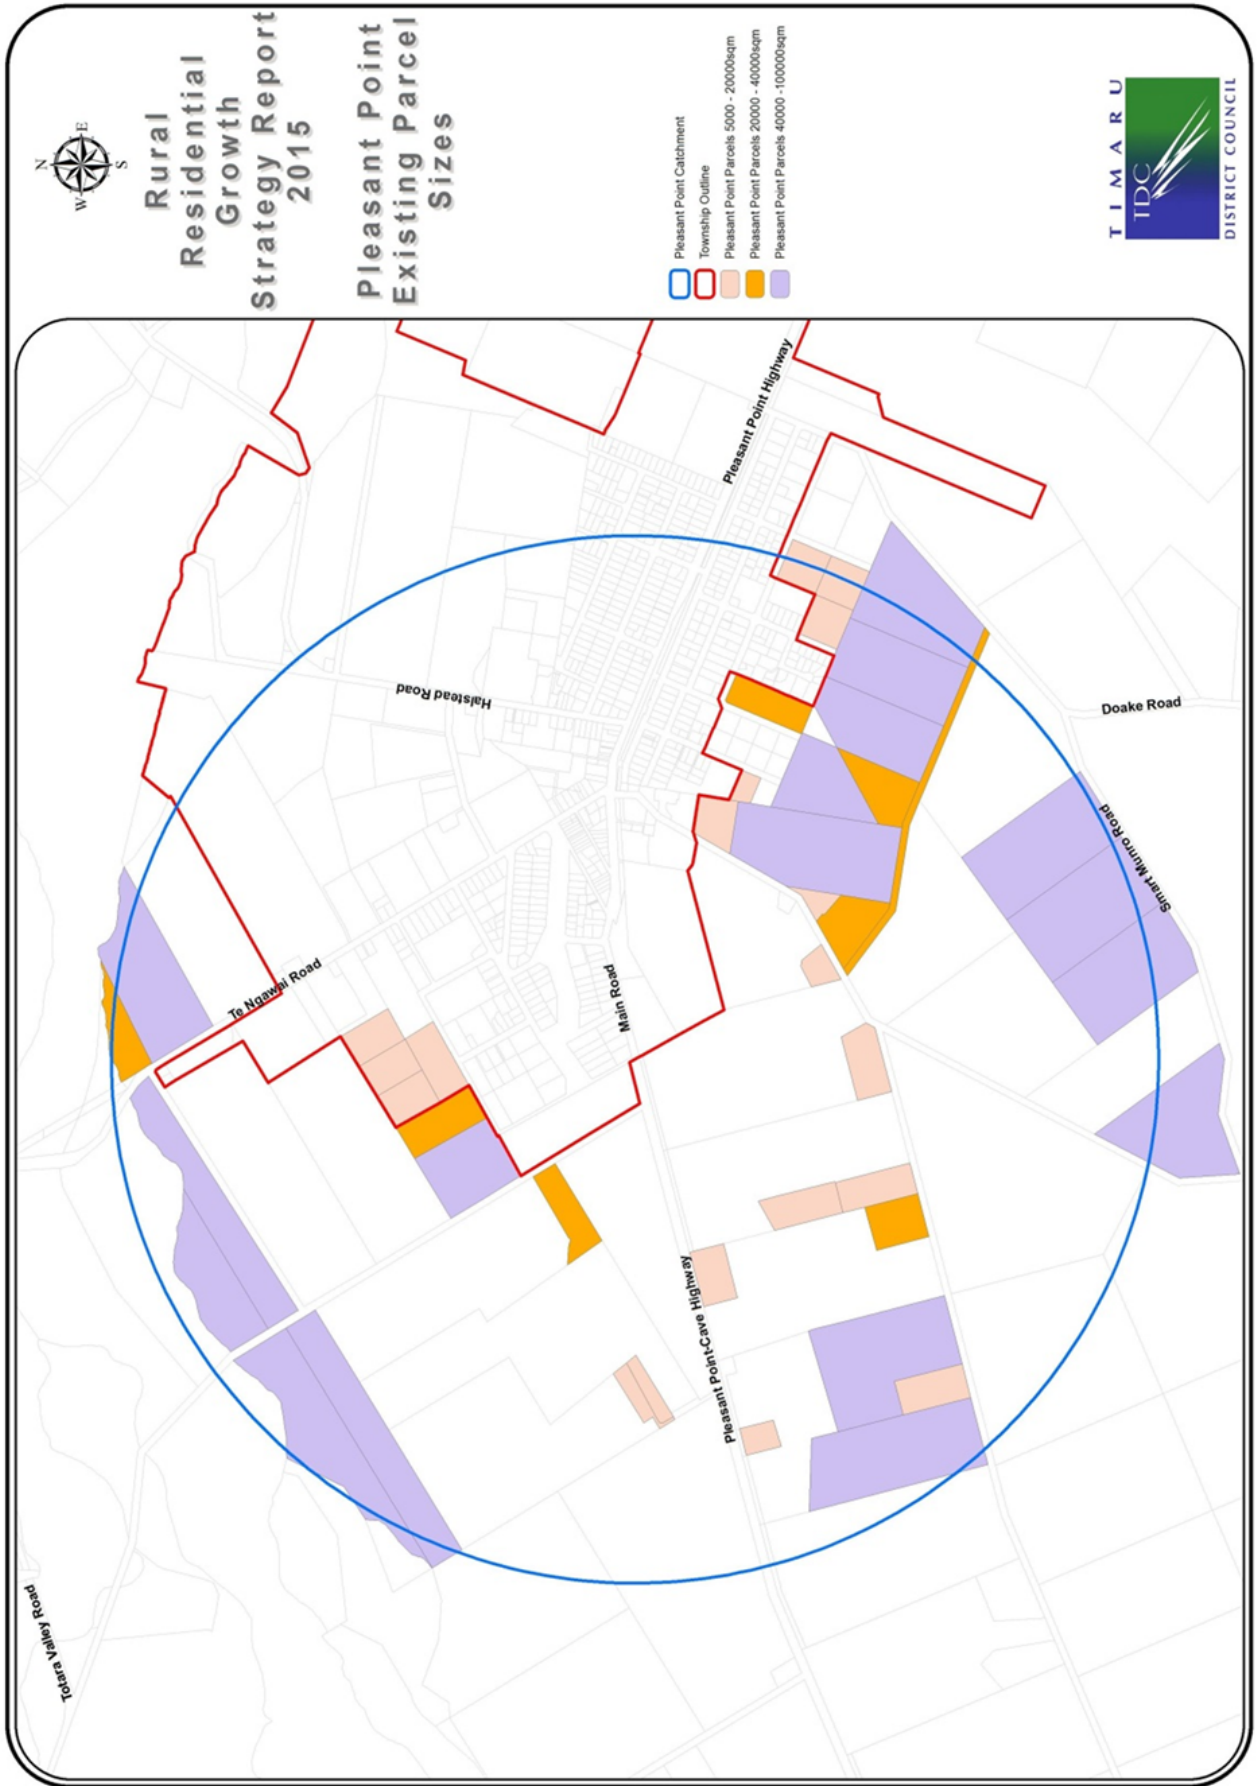 N
W
E
S
Rural
Residential
Growth
Strategy Report
2015
Pleasant Point
Existing Parcel
Sizes
Pleasant Point Catchment
Township Outline
Pleasant Point Parcels 5000 - 20000sqm
Pleasant Point Parcels 20000 - 40000sqm
Pleasant Point Parcels 40000 -100000sqm
TIMARU
TDC
DISTRICT COUNCIL
Pleasant Point Highway
Halstead Road
Doake Road
Smart Munro Road
Te Ngawai Road
Main Road
Pleasant Point-Cave Highway
Totara Valley Road